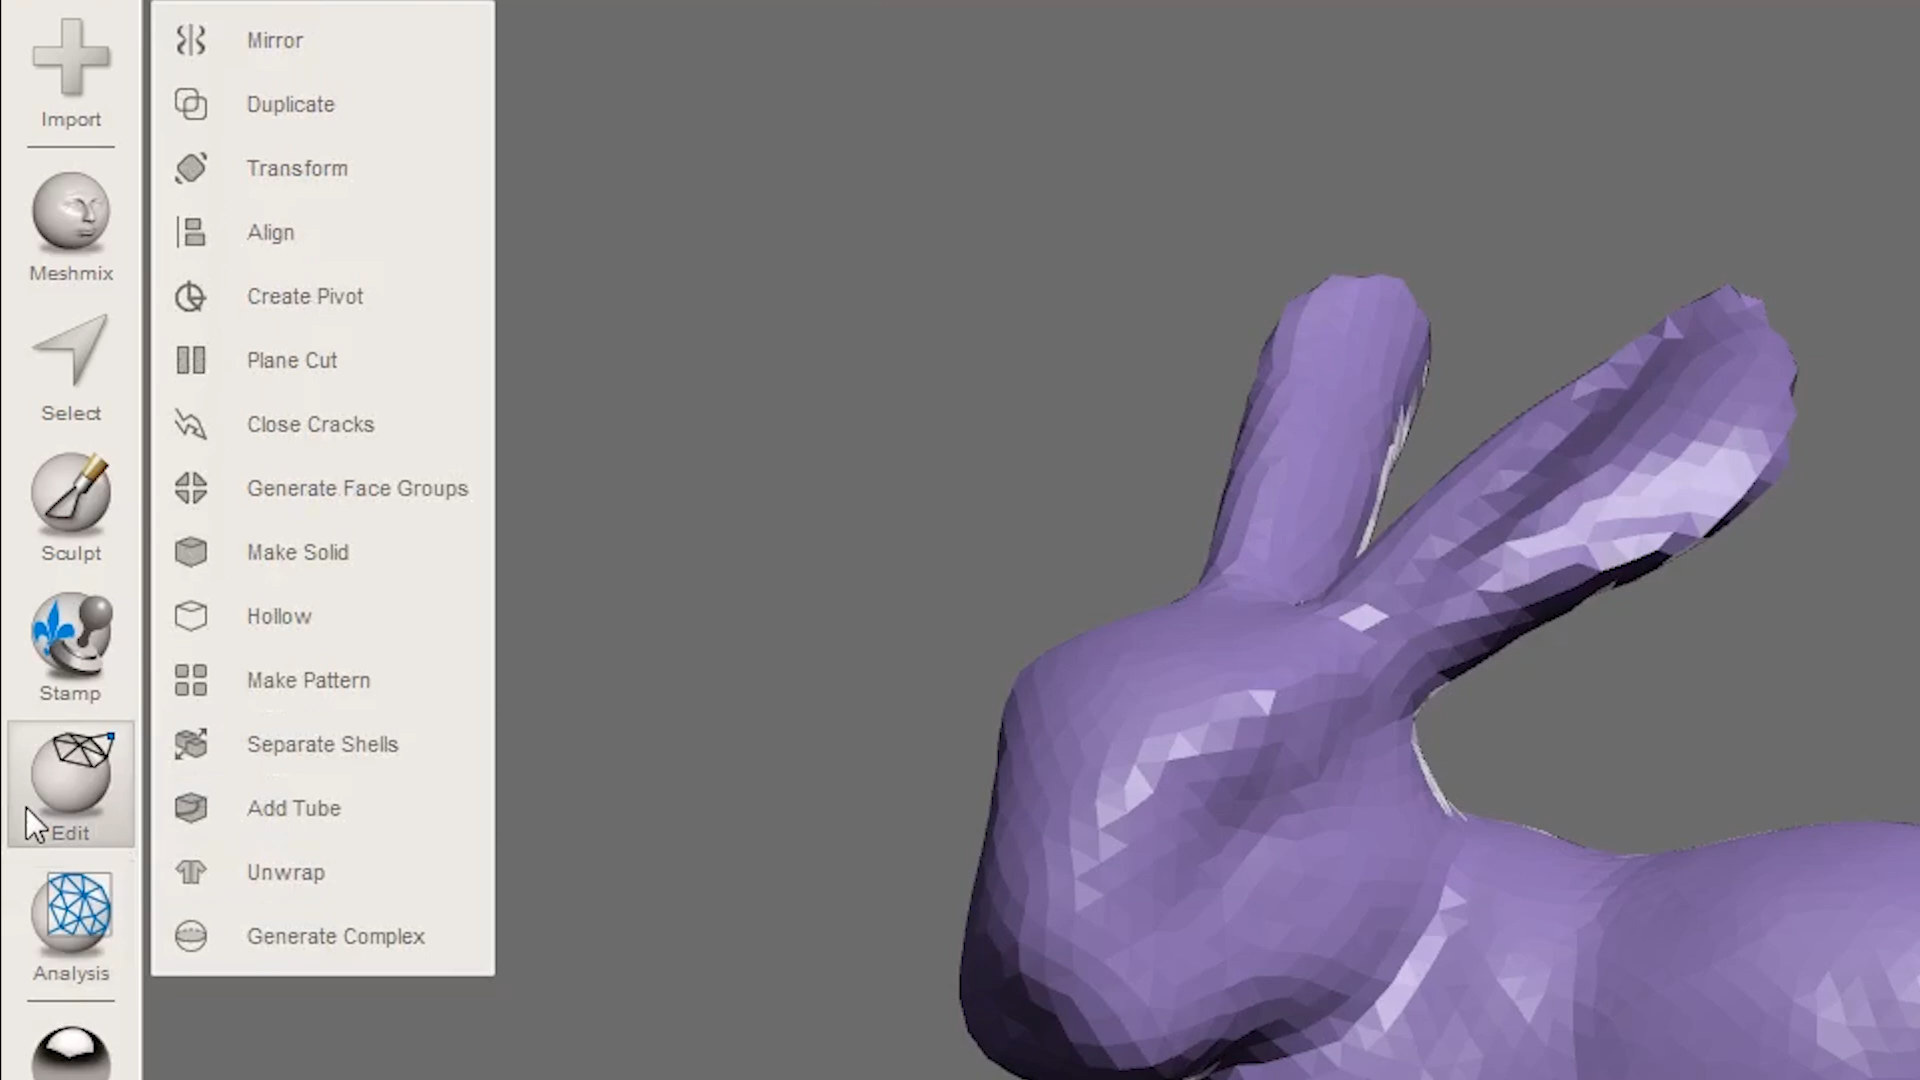 Import
Meshmix
Select
Sculpt
Stamp
Edit
Analysis
Mirror
Duplicate
Transform
Align
Create Pivot
Plane Cut
Close Cracks
Generate Face Groups
Make Solid
Hollow
Make Pattern
Separate Shells
Add Tube
Unwrap
Generate Complex